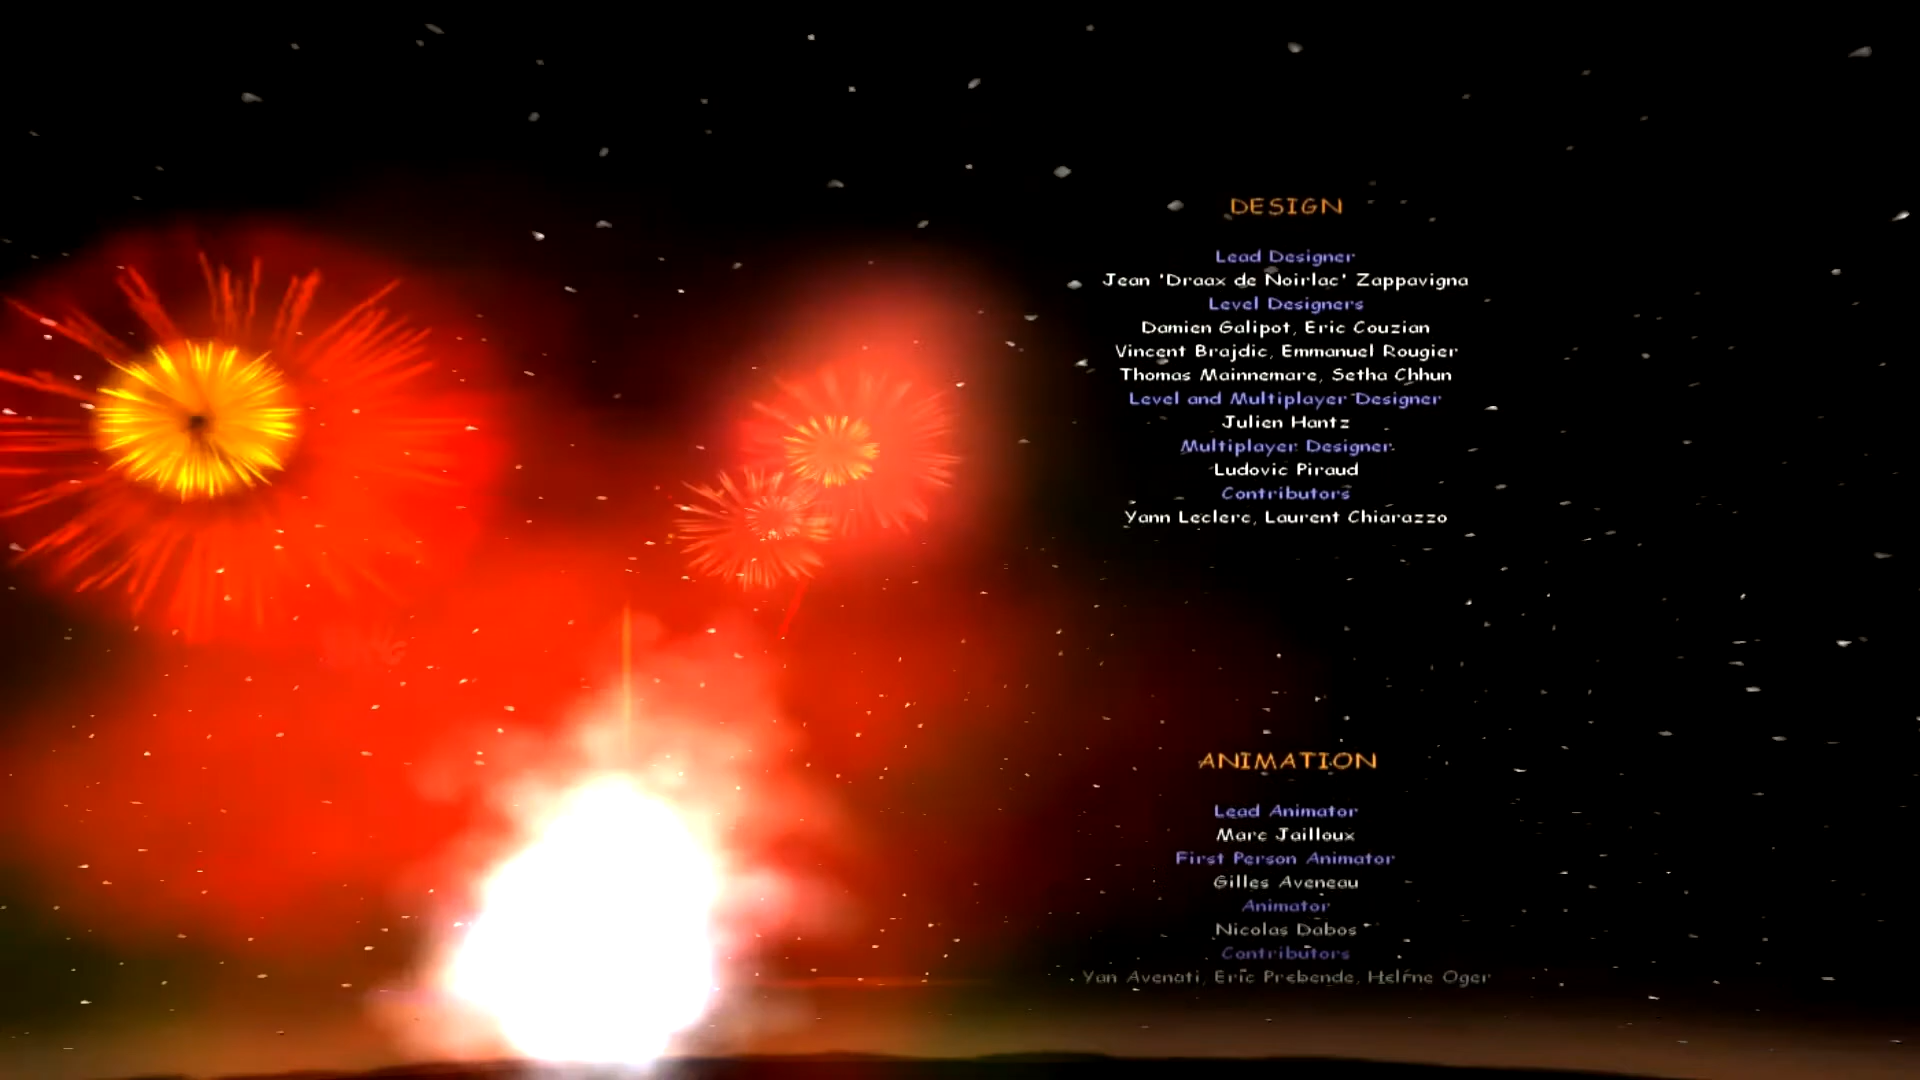 DESIGN
Lead Designer
Jean 'Draax de Noirlac' Zappavigna
Level Designers
Damien Galipot, Eric Couzian
Vincent Brajdic, Emmanuel Rougier
Thomas Mainnemare, Setha Chhun
Level and Multiplayer Designer
Julien Hantz
Multiplayer Designer
Ludovic Piraud
Contributors
Yann Leclerc, Laurent Chiarazzo
ANIMATION
Lead Animator
Marc Jailloux
First Person Animator
Gilles Aveneau
Animator
Nicolas Dabos
Contributors
Yan Avenati, Eric Prebende, Oger